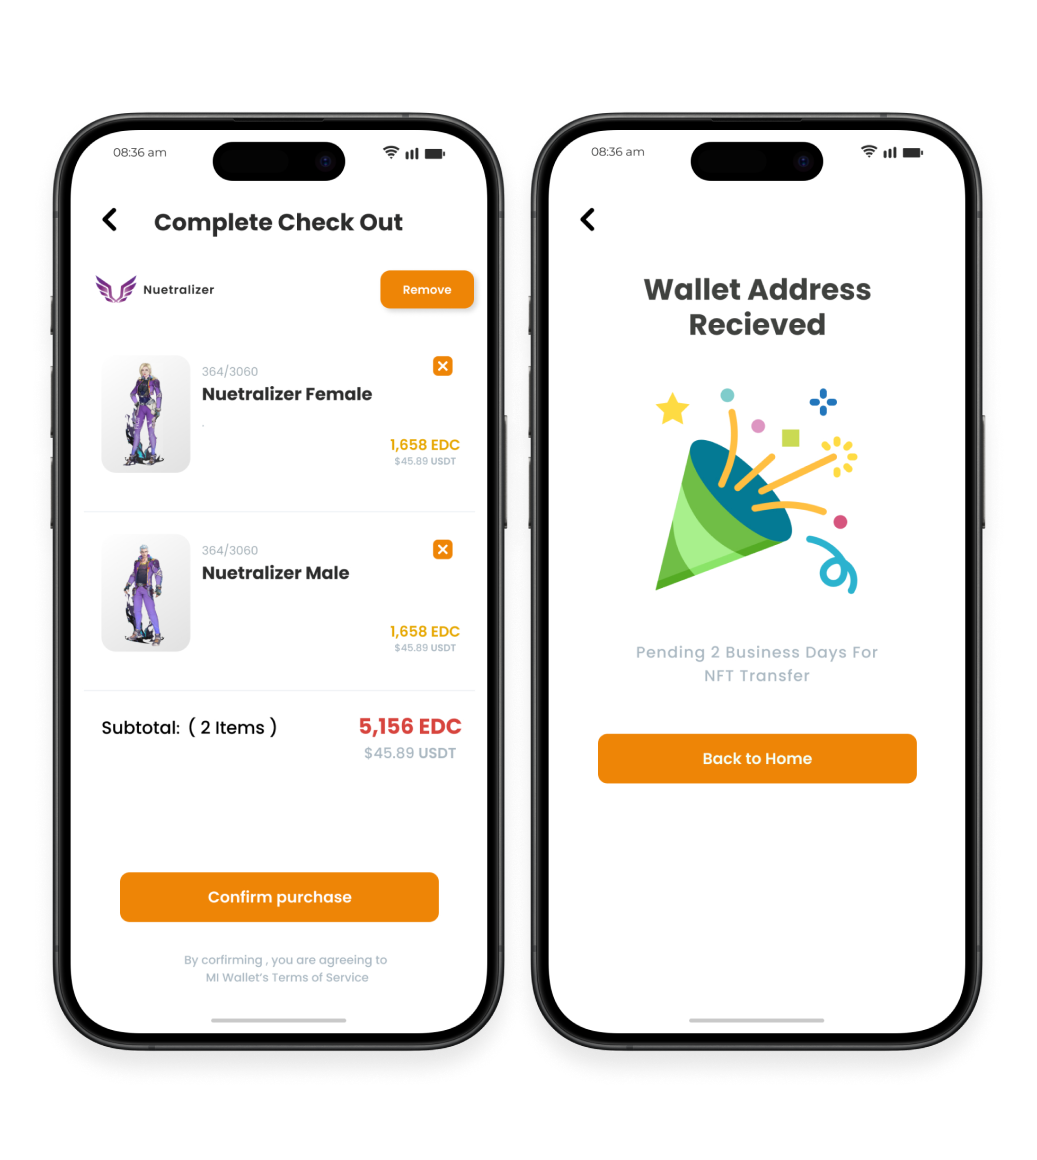 08:36 am
Complete Check Out
Nuetralizer
Remove
364/3060
Nuetralizer Female
.
1,658 EDC
$45.89 USDT
364/3060
Nuetralizer Male
1,658 EDC
$45.89 USDT
Subtotal: ( 2 Items )
5,156 EDC
$45.89 USDT
Confirm purchase
By corfirming , you are agreeing to
MI Wallet's Terms of Service
08:36 am
Wallet Address
Recieved
Pending 2 Business Days For
NFT Transfer
Back to Home